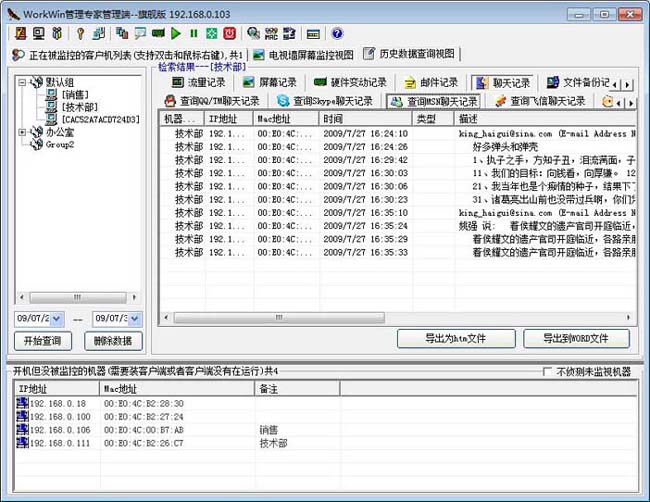 WorkWin管理专家管理端--旗舰版 192.168.0.103
正在被监控的客户机列表(支持双击和鼠标右键),共1 电视墙屏幕监控视图 历史数据查询视图
检索结果---[技术部]
默认组
[销售]
[技术部]
[CAC52A7ACD724D3]
办公室
Group2
流量记录 屏幕记录 硬件变动记录 邮件记录 聊天记录 文件备份记
查询QQ/TM聊天记录 查询Skype聊天记录 查询MSN聊天记录 查询飞信聊天记录
机器... IP地址 Mac地址 时间 类型 描述
技术部 192.1... 00:E0:4C:... 2009/7/27 16:24:10 king_haigui@sina.com (E-mail Address N
技术部 192.1... 00:E0:4C:... 2009/7/27 16:24:26 好多弹头和弹壳
技术部 192.1... 00:E0:4C:... 2009/7/27 16:29:42 1、执子之手，方知子丑，泪流满面，子
技术部 192.1... 00:E0:4C:... 2009/7/27 16:30:03 11、我们的目标：向钱看，向厚赚。 12
技术部 192.1... 00:E0:4C:... 2009/7/27 16:30:06 21、我当年也是个痴情的种子，结果下了
技术部 192.1... 00:E0:4C:... 2009/7/27 16:30:23 31、诸葛亮出山前也没带过兵啊，你们凭
技术部 192.1... 00:E0:4C:... 2009/7/27 16:35:10 king_haigui@sina.com (E-mail Address N
技术部 192.1... 00:E0:4C:... 2009/7/27 16:35:24 姚强 说: 着侯耀文的遗产官司开庭临近，
技术部 192.1... 00:E0:4C:... 2009/7/27 16:35:29 着侯耀文的遗产官司开庭临近，各路亲朋
技术部 192.1... 00:E0:4C:... 2009/7/27 16:35:33 着侯耀文的遗产官司开庭临近，各路亲朋
09/07/2 -- 09/07/3
开始查询 删除数据
导出为htm文件 导出到WORD文件
开机但没被监控的机器(需要装客户端或者客户端没有在运行)共4 不侦测未监视机器
IP地址 Mac地址 备注
192.168.0.18 00:E0:4C:B2:28:30
192.168.0.100 00:E0:4C:B2:27:24
192.168.0.106 00:E0:4C:00:B7:AB 销售
192.168.0.111 00:E0:4C:B2:26:C7 技术部